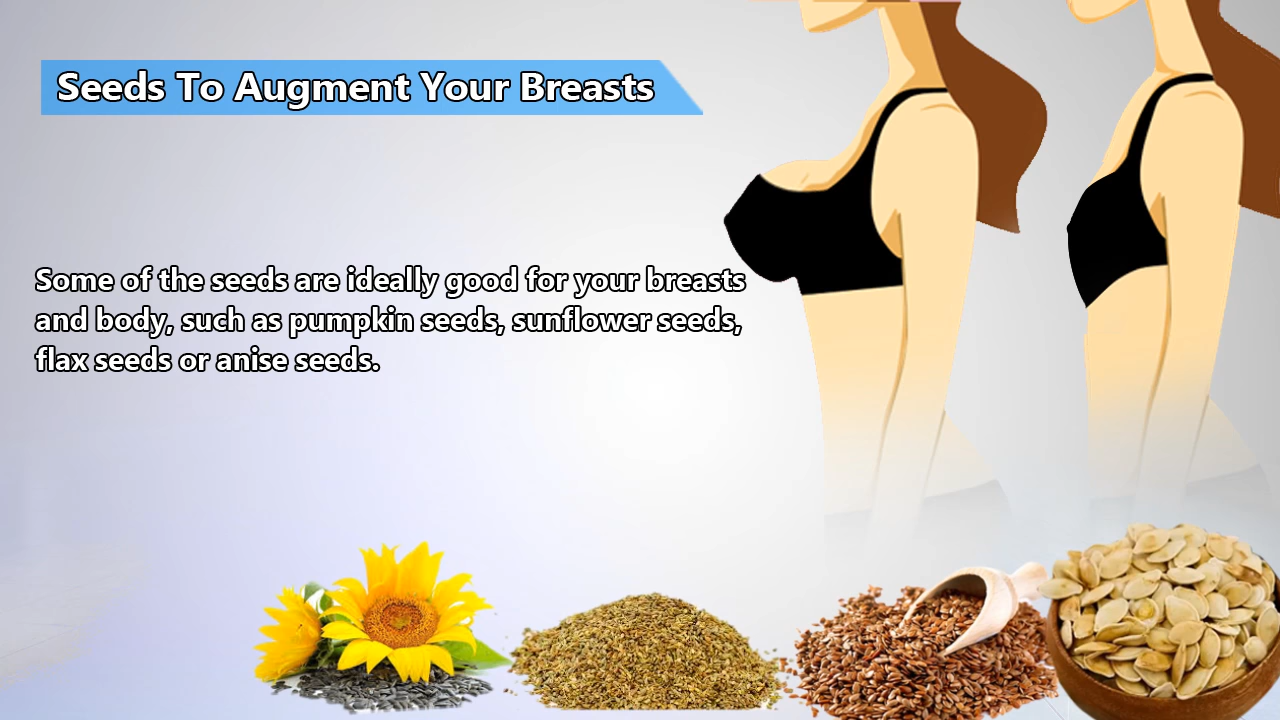 Seeds To Augment Your Breasts
Some of the seeds are ideally good for your breasts
and body, such as pumpkin seeds, sunflower seeds,
flax seeds or anise seeds.